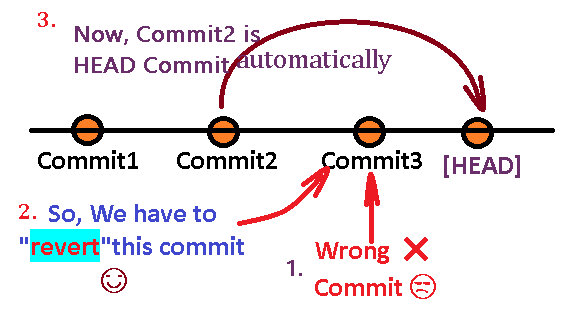 3. Now, Commit2 is
HEAD Commit automatically
Commit1 Commit2 Commit3 [HEAD]
2. So, We have to
"revert"this commit
1. Wrong
Commit